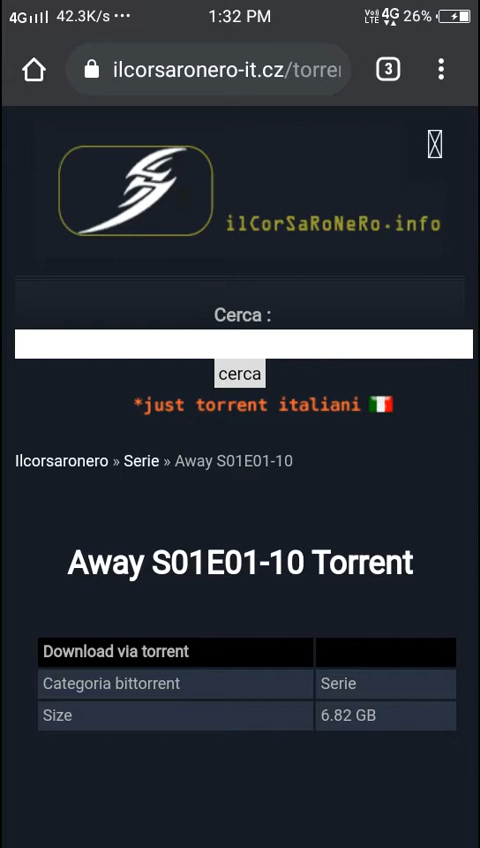 4G 42.3K/s ••• 1:32 PM VoLTE 4G 26%
ilcorsaronero-it.cz/torre
3
ilCorSaRoNeRo.info
Cerca :
cerca
*just torrent italiani
Ilcorsaronero » Serie » Away S01E01-10
Away S01E01-10 Torrent
Download via torrent
Categoria bittorrent Serie
Size 6.82 GB